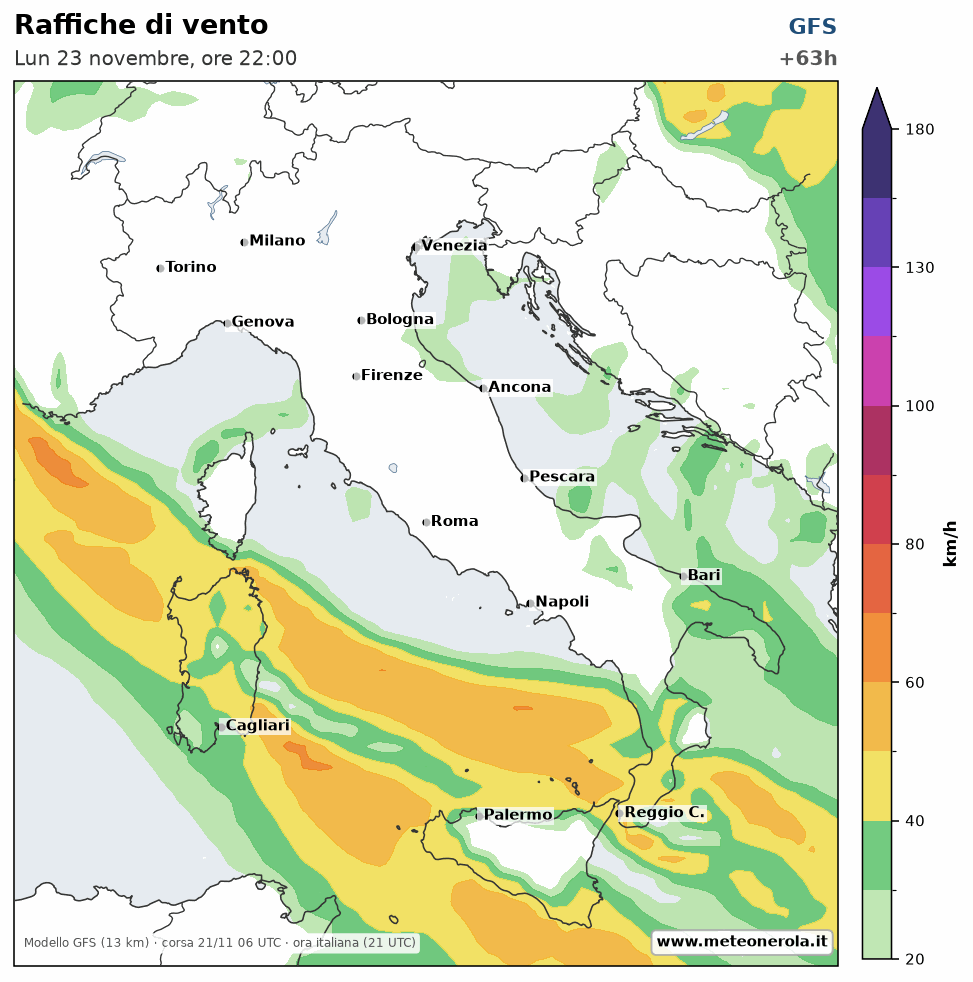 Raffiche di vento
GFS
Lun 23 novembre, ore 22:00
+63h
180
130
100
80
60
40
20
km/h
Milano
Venezia
Torino
Genova
Bologna
Firenze
Ancona
Pescara
Roma
Bari
Napoli
Cagliari
Palermo
Reggio C.
Modello GFS (13 km) · corsa 21/11 06 UTC · ora italiana (21 UTC)
www.meteonerola.it